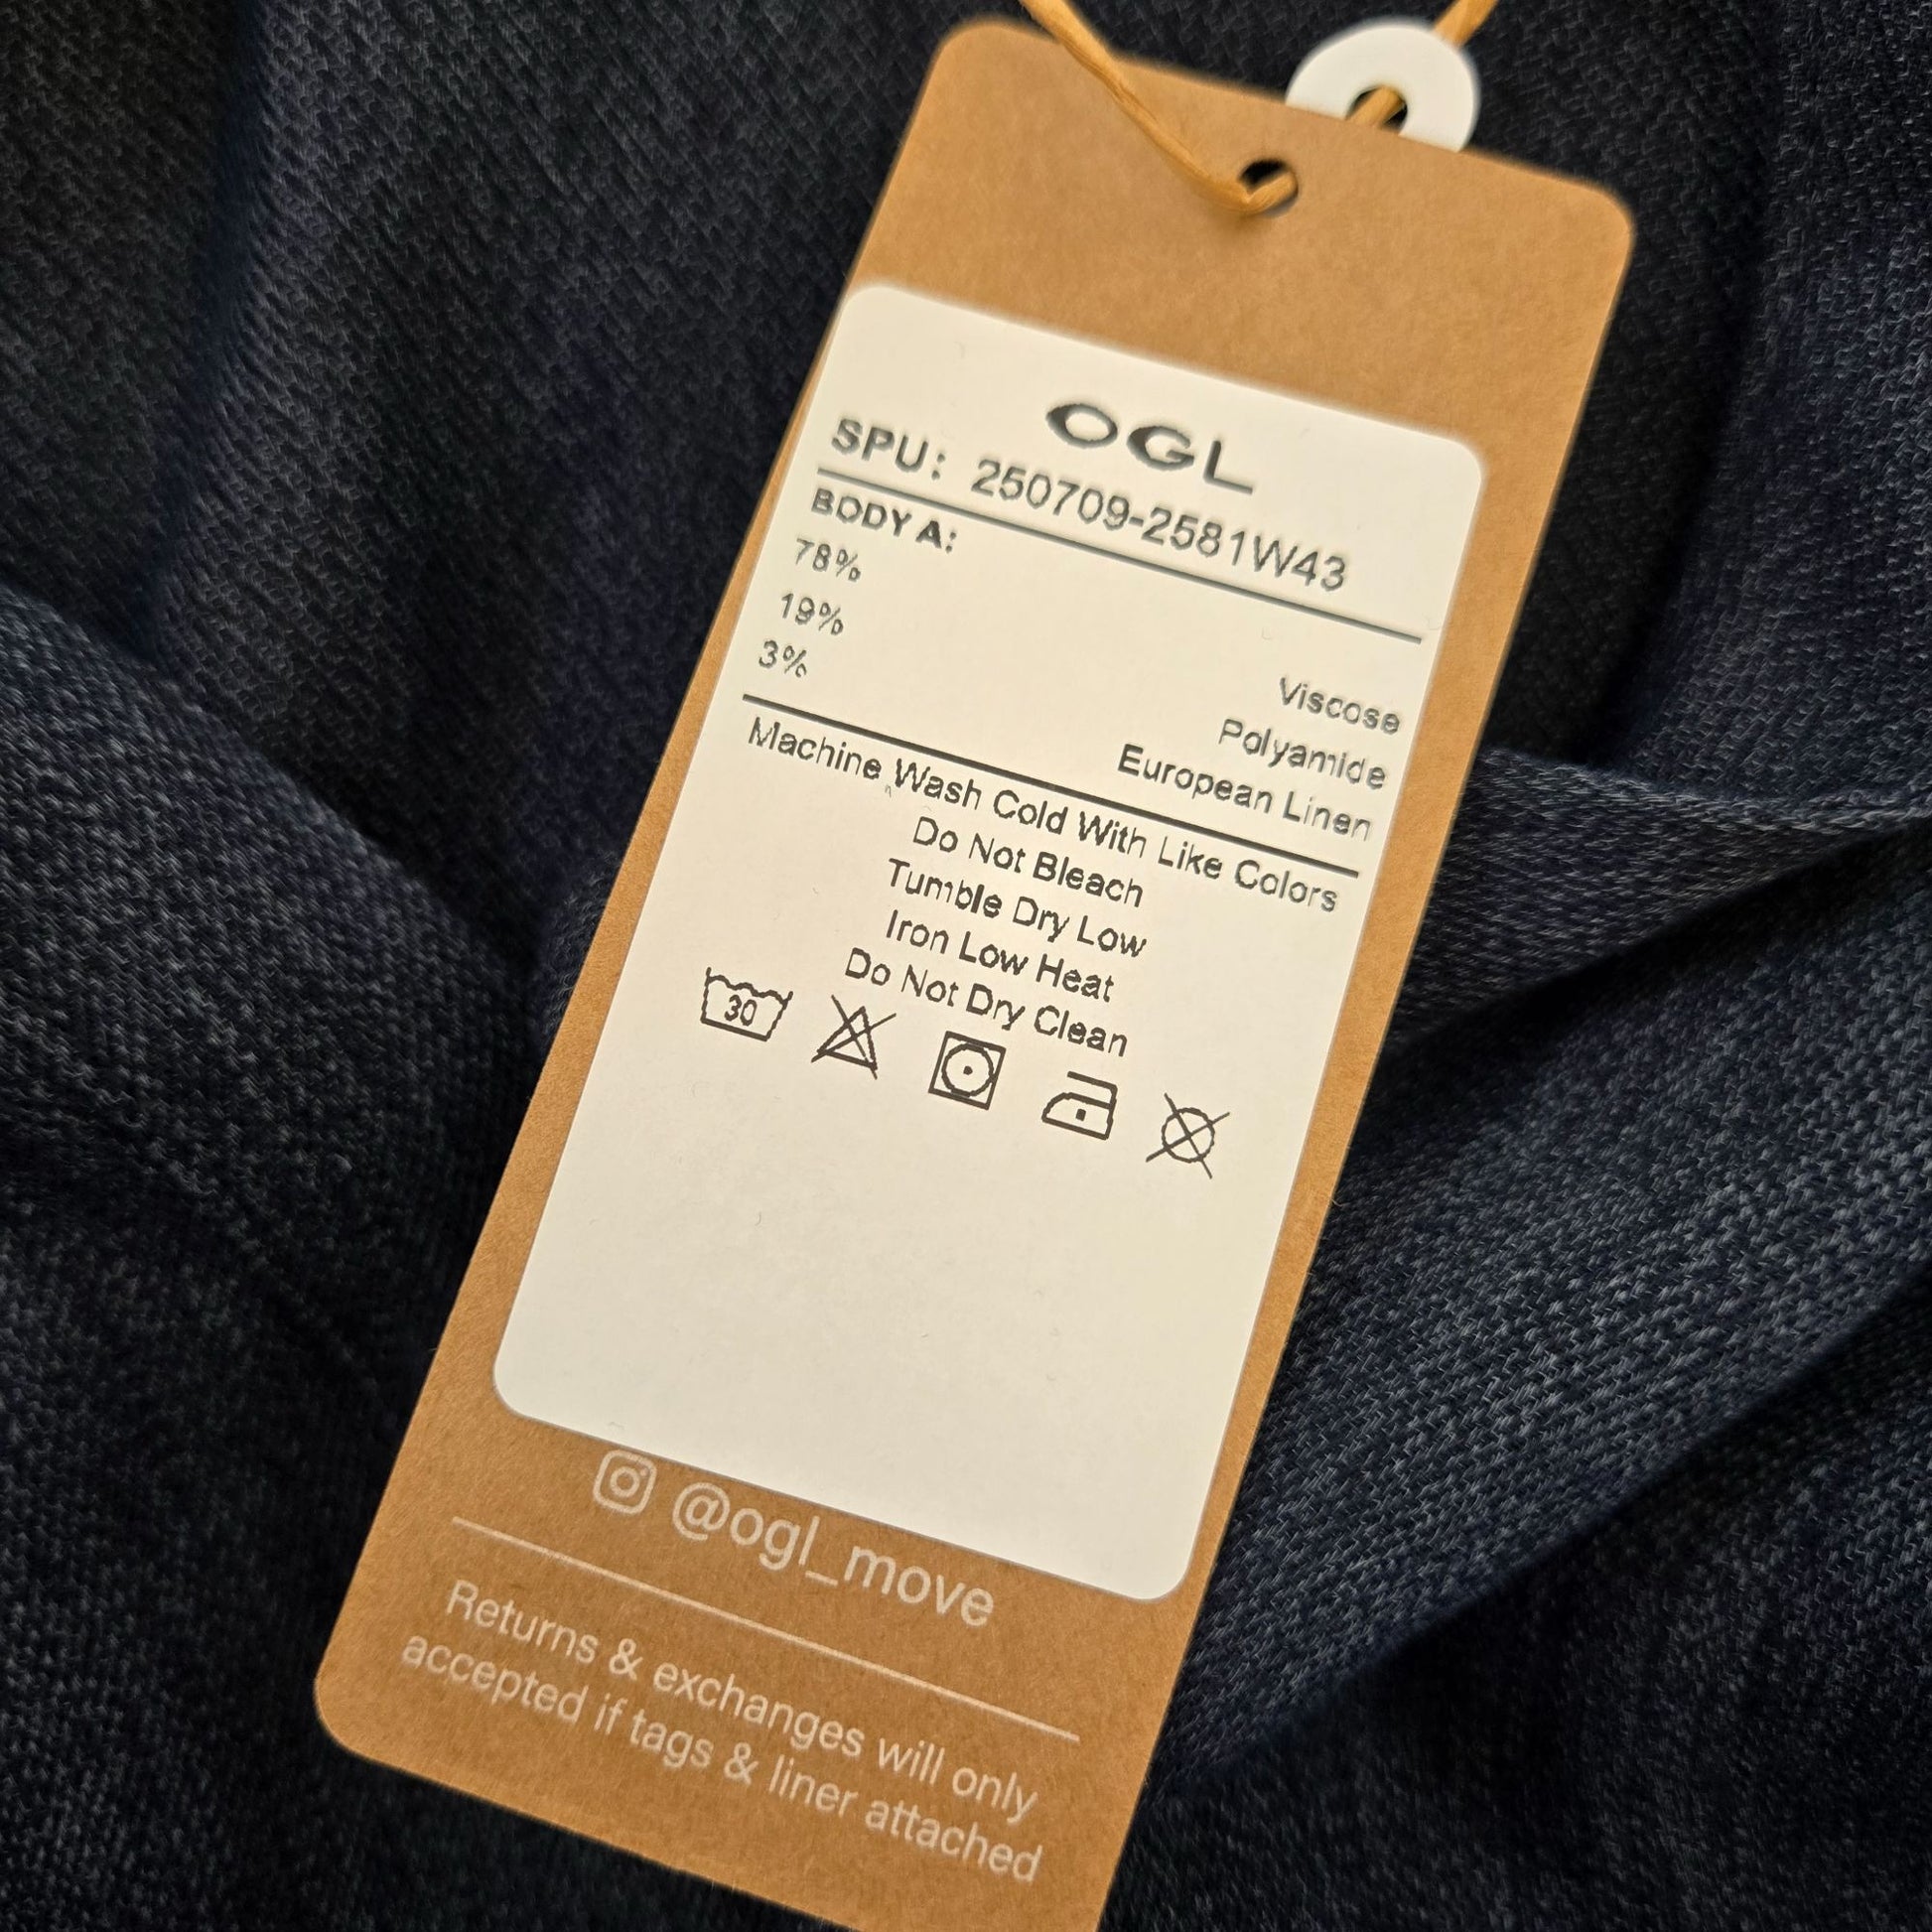 OGL
SPU: 250709-2581W43
BODY A:
78% Viscose
19% Polyamide
3% European Linen
Machine Wash Cold With Like Colors
Do Not Bleach
Tumble Dry Low
Iron Low Heat
Do Not Dry Clean
30
@ogl_move
Returns & exchanges will only
accepted if tags & liner attached